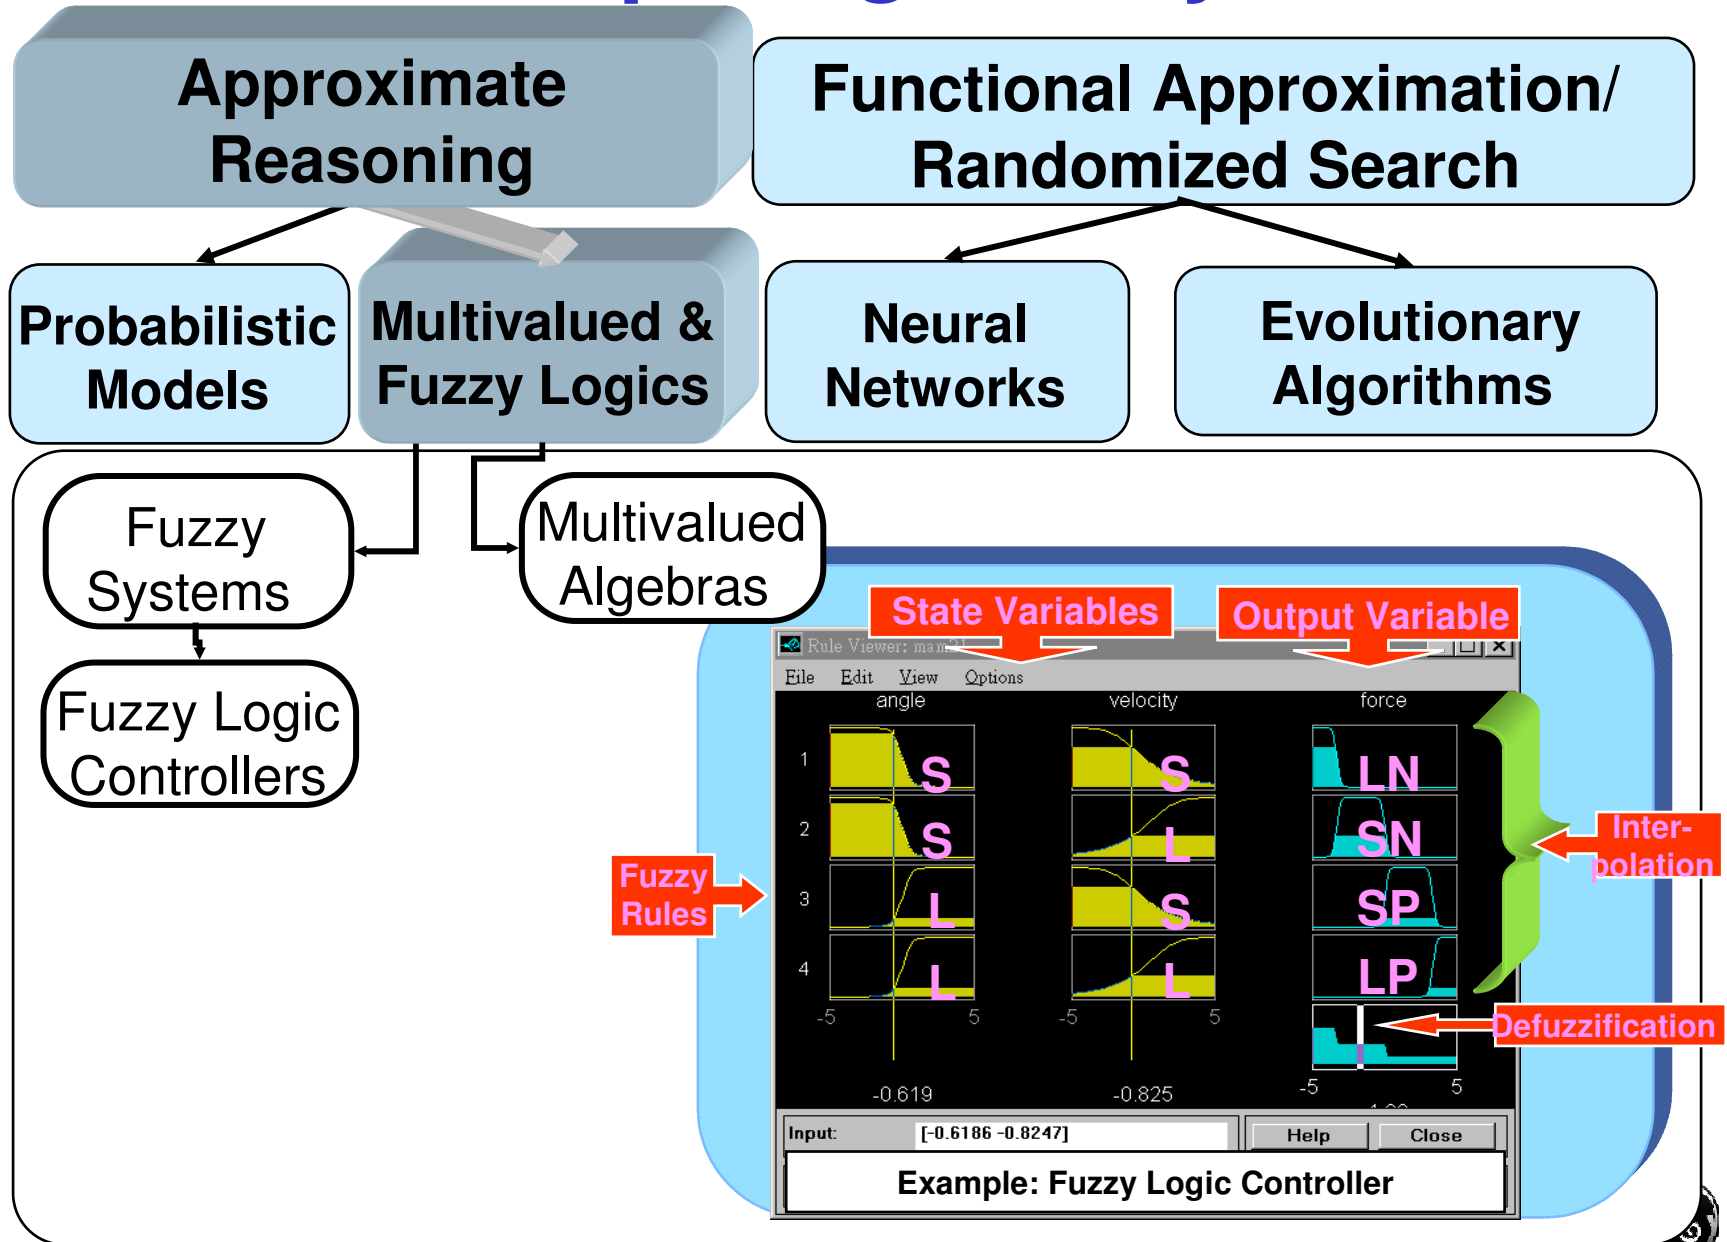 Approximate
Reasoning
Functional Approximation/
Randomized Search
Probabilistic
Models
Multivalued &
Fuzzy Logics
Neural
Networks
Evolutionary
Algorithms
Fuzzy
Systems
Multivalued
Algebras
Fuzzy Logic
Controllers
State Variables
Output Variable
Rule Viewer:
File Edit View Options
angle velocity force
1 S S LN
2 S L SN
Inter-
polation
Fuzzy
Rules
3 L S SP
4 L L LP
-5 5 -5 5
Defuzzification
-5 5
-0.619 -0.825
Input: [-0.6186 -0.8247] Help Close
Example: Fuzzy Logic Controller